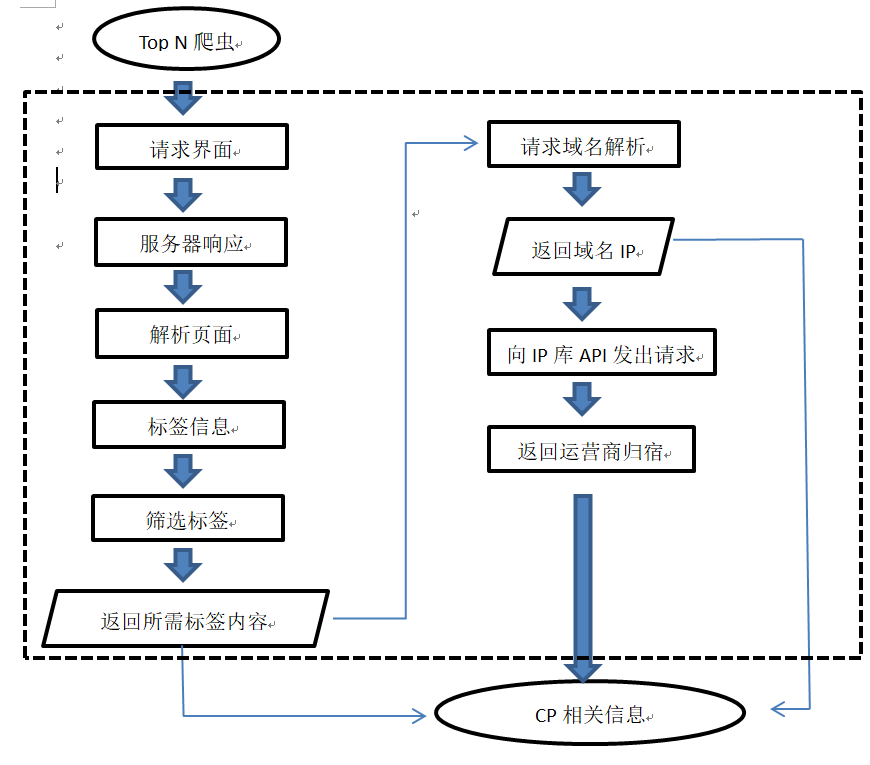 Top N 爬虫
请求界面
服务器响应
解析页面
标签信息
筛选标签
返回所需标签内容
请求域名解析
返回域名 IP
向 IP 库 API 发出请求
返回运营商归宿
CP 相关信息